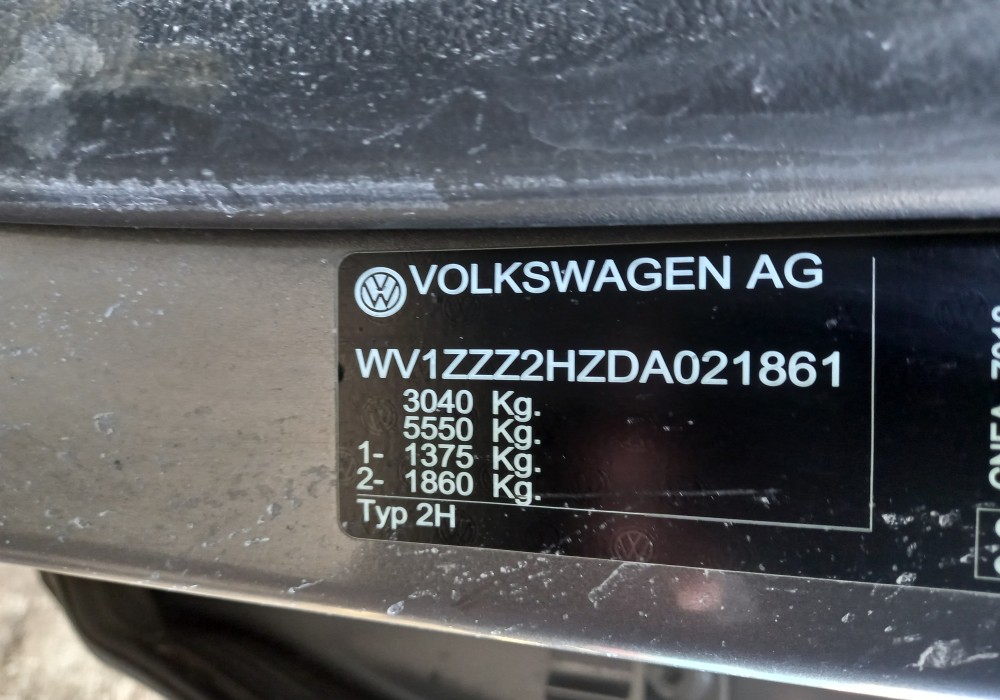 VOLKSWAGEN AG
WV1ZZZ2HZDA021861
3040 Kg.
5550 Kg.
1- 1375 Kg.
2- 1860 Kg.
Typ 2H